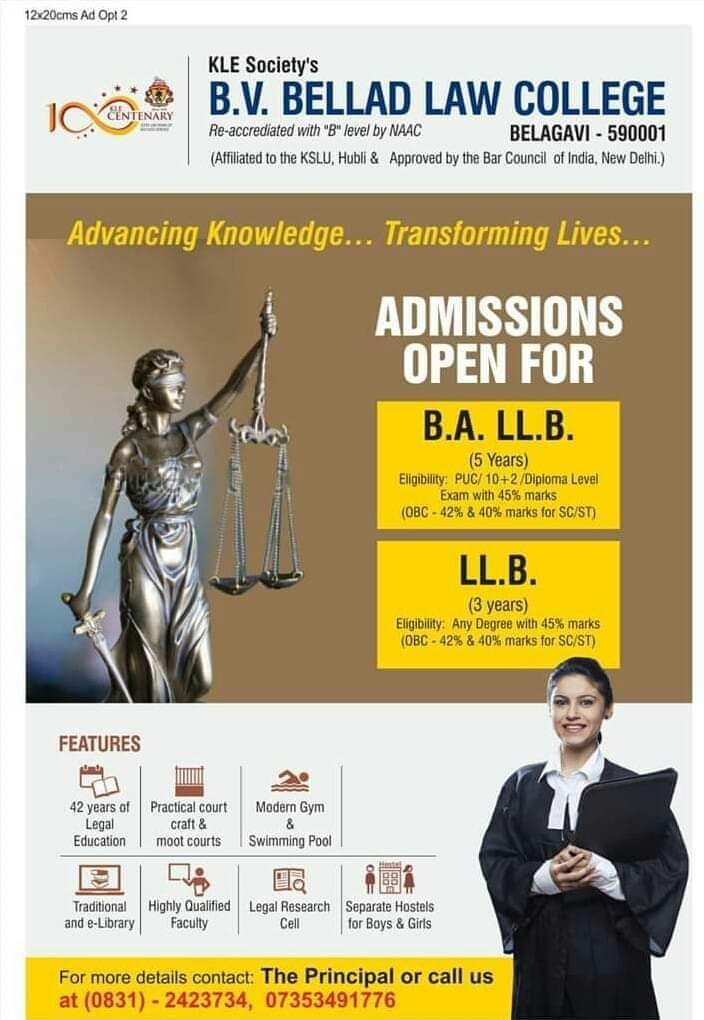 12x20cms Ad Opt 2
KLE
CENTENARY
KLE Society's
B.V. BELLAD LAW COLLEGE
Re-accredited with "B" level by NAAC
BELAGAVI - 590001
(Affiliated to the KSLU, Hubli & Approved by the Bar Council of India, New Delhi.)
Advancing Knowledge... Transforming Lives...
ADMISSIONS
OPEN FOR
B.A. LL.B.
(5 Years)
Eligibility: PUC/ 10+2 /Diploma Level
Exam with 45% marks
(OBC - 42% & 40% marks for SC/ST)
LL.B.
(3 years)
Eligibility: Any Degree with 45% marks
(OBC - 42% & 40% marks for SC/ST)
FEATURES
42 years of
Legal
Education
Practical court
craft &
moot courts
Modern Gym
&
Swimming Pool
Traditional
and e-Library
Highly Qualified
Faculty
Legal Research
Cell
Hostel
Separate Hostels
for Boys & Girls
For more details contact: The Principal or call us
at (0831) - 2423734, 07353491776